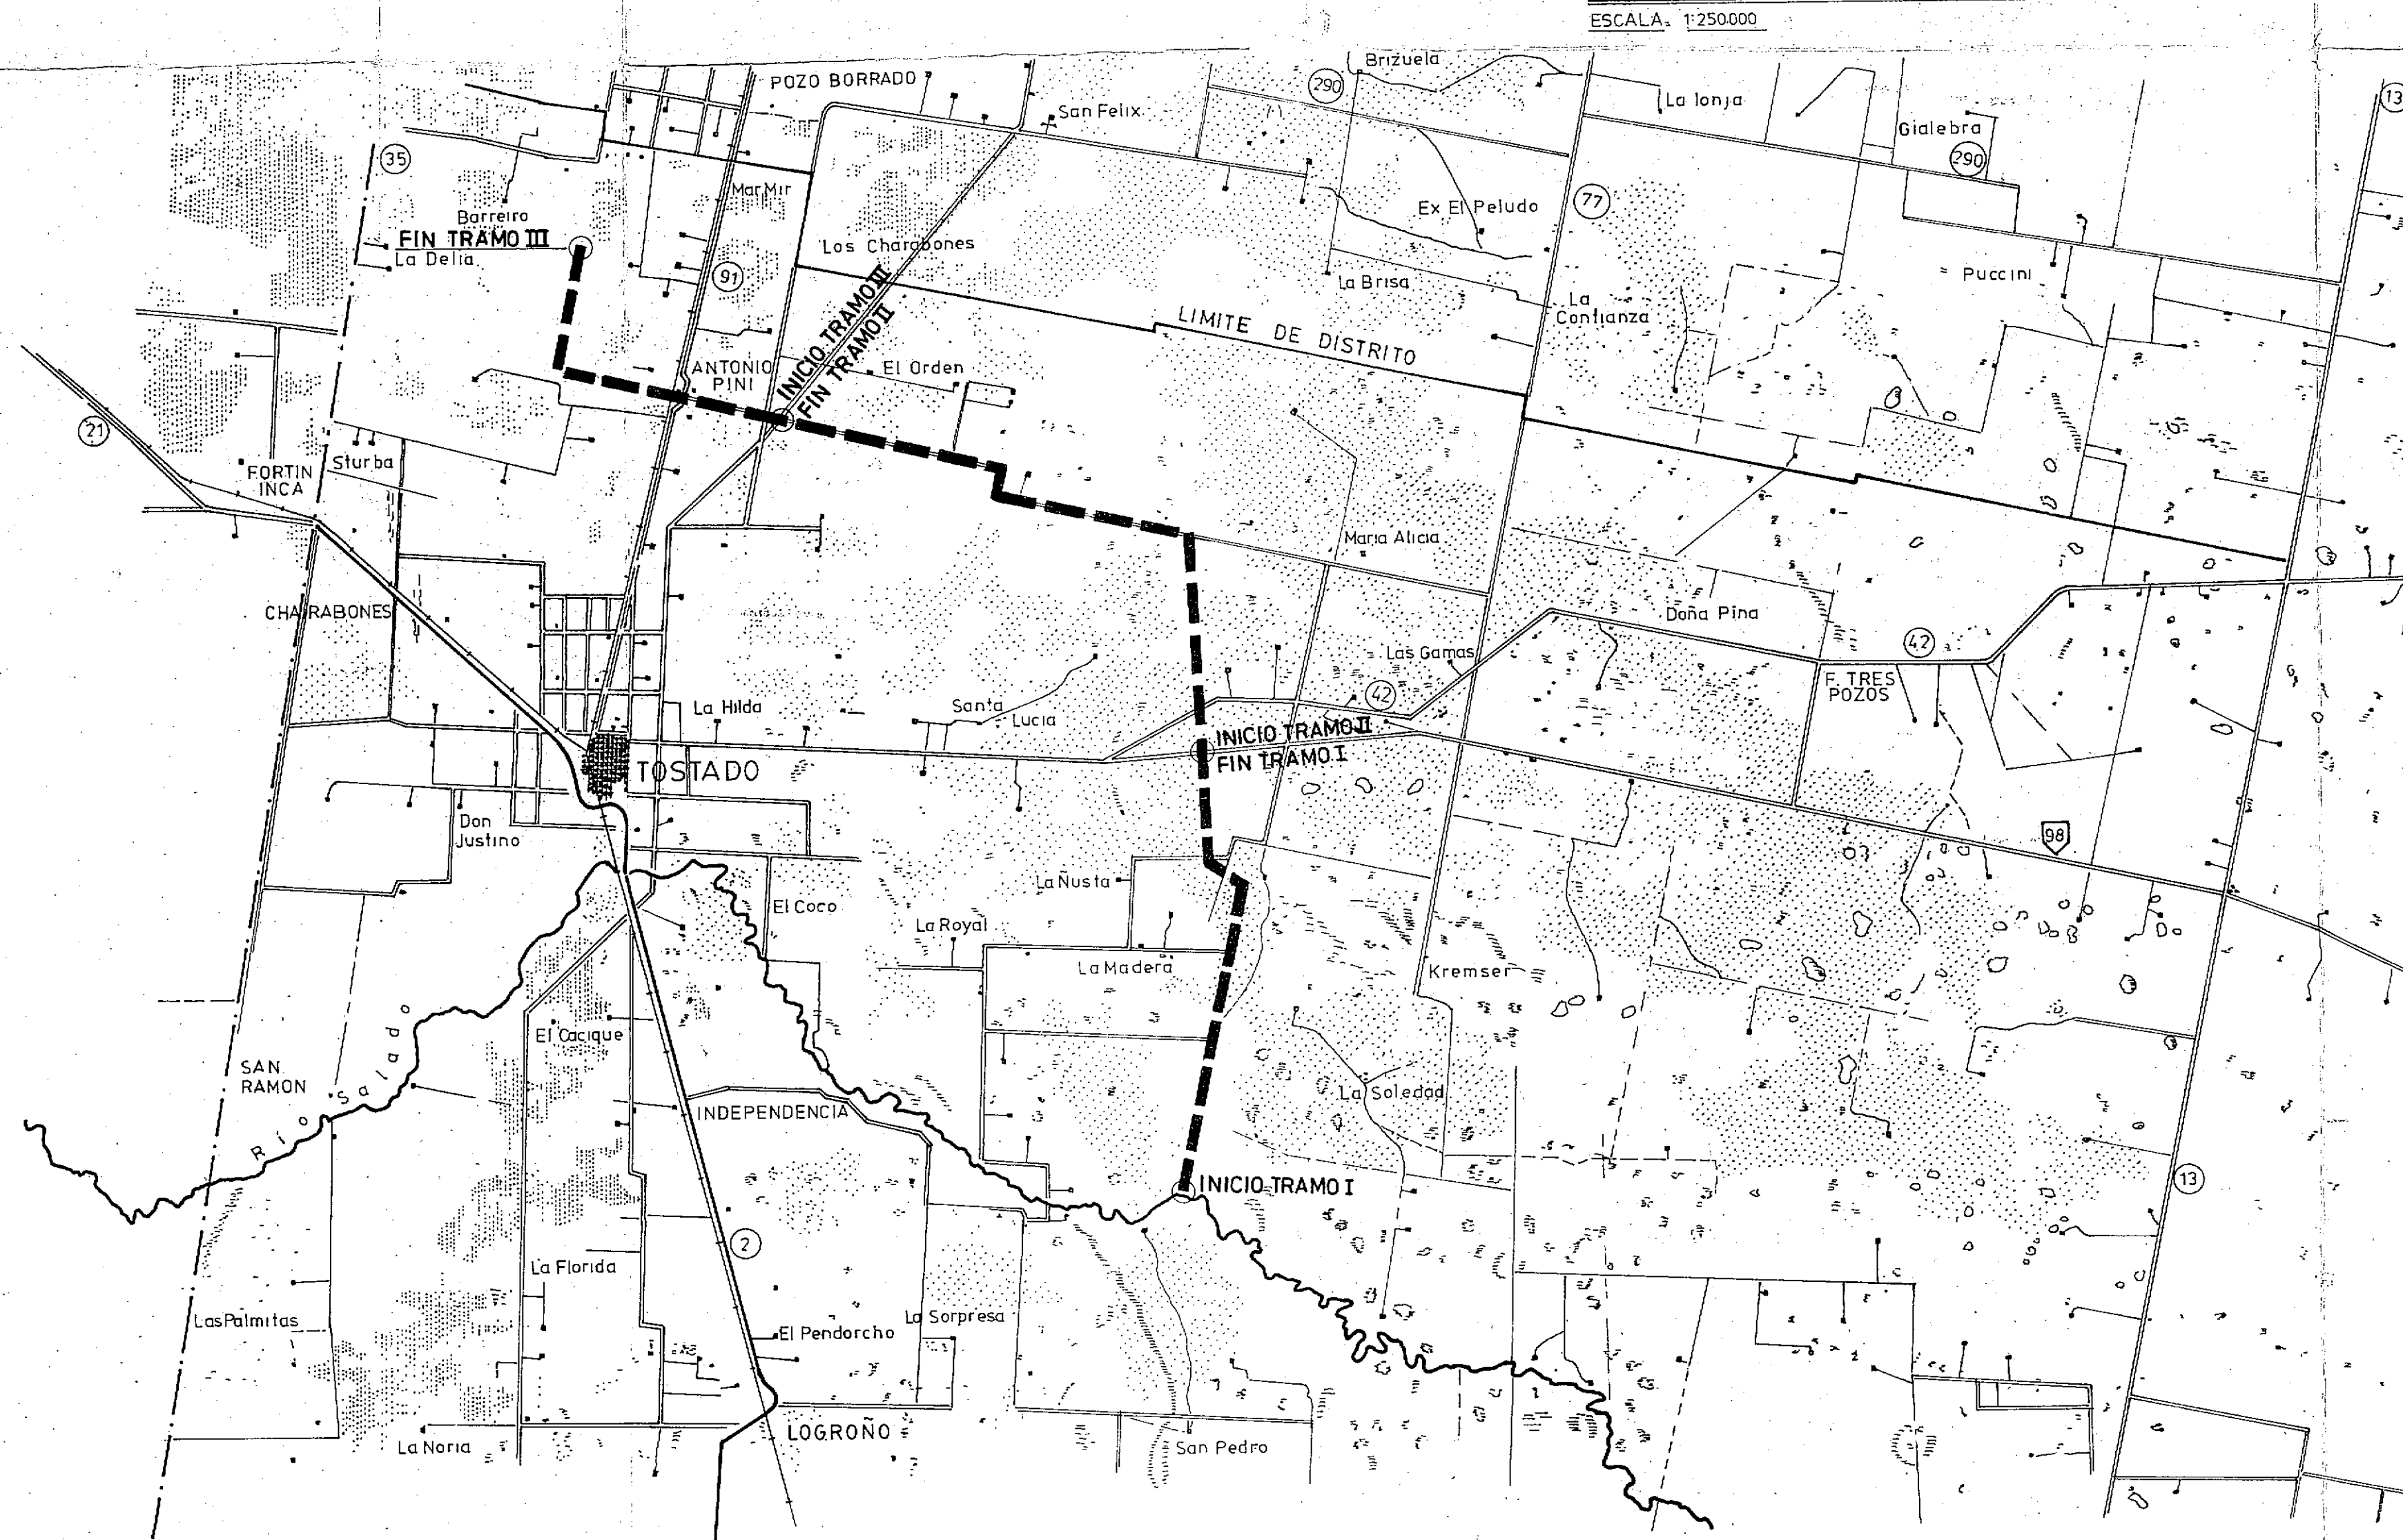 ESCALA. 1:250.000
Brizuela
290
13
POZO BORRADO
San Felix
La lonja
Gialebra
290
35
Mar Mir
77
Barreiro
FIN TRAMO III
La Delia
Ex El Peludo
Los Charabones
91
La Brisa
Puccini
La
Confianza
INICIO TRAMO III
FIN TRAMO II
LIMITE DE DISTRITO
ANTONIO
PINI
El Orden
21
FORTIN
INCA
Sturba
Maria Alicia
CHARABONES
Doña Pina
42
Las Gamas
F. TRES
POZOS
42
La Hilda
Santa
Lucia
INICIO TRAMO II
FIN TRAMO I
TOSTADO
Don
Justino
98
La Ñusta
El Coco
La Royal
La Madera
Kremser
El Cacique
SAN
RAMON
Río Salado
INDEPENDENCIA
La Soledad
INICIO TRAMO I
13
2
La Florida
Las Palmitas
La Sorpresa
El Pendorcho
LOGROÑO
La Noria
San Pedro